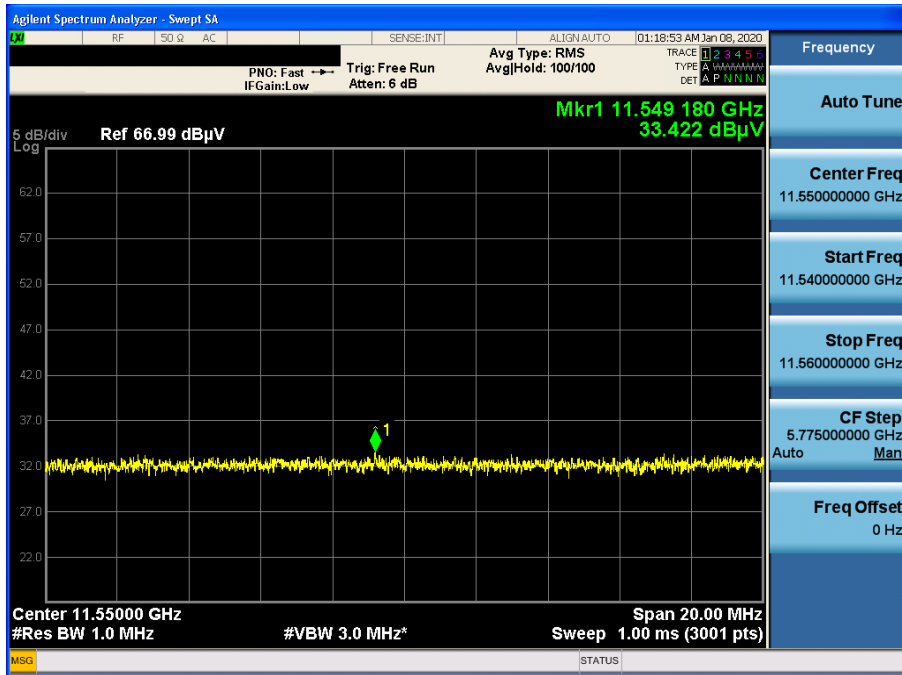 Agilent Spectrum Analyzer - Swept SA
LXI RF 50 Ω AC SENSE:INT ALIGN AUTO 01:18:53 AM Jan 08, 2020
PNO: Fast
IFGain:Low
Trig: Free Run
Atten: 6 dB
Avg Type: RMS
Avg|Hold: 100/100
TRACE 1 2 3 4 5 6
TYPE A WWWWW
DET A P N N N N
Mkr1 11.549 180 GHz
33.422 dBµV
5 dB/div Ref 66.99 dBµV
Log
62.0
57.0
52.0
47.0
42.0
37.0
32.0
27.0
22.0
1
Center 11.55000 GHz Span 20.00 MHz
#Res BW 1.0 MHz #VBW 3.0 MHz* Sweep 1.00 ms (3001 pts)
MSG STATUS
Frequency
Auto Tune
Center Freq
11.550000000 GHz
Start Freq
11.540000000 GHz
Stop Freq
11.560000000 GHz
CF Step
5.775000000 GHz
Auto Man
Freq Offset
0 Hz